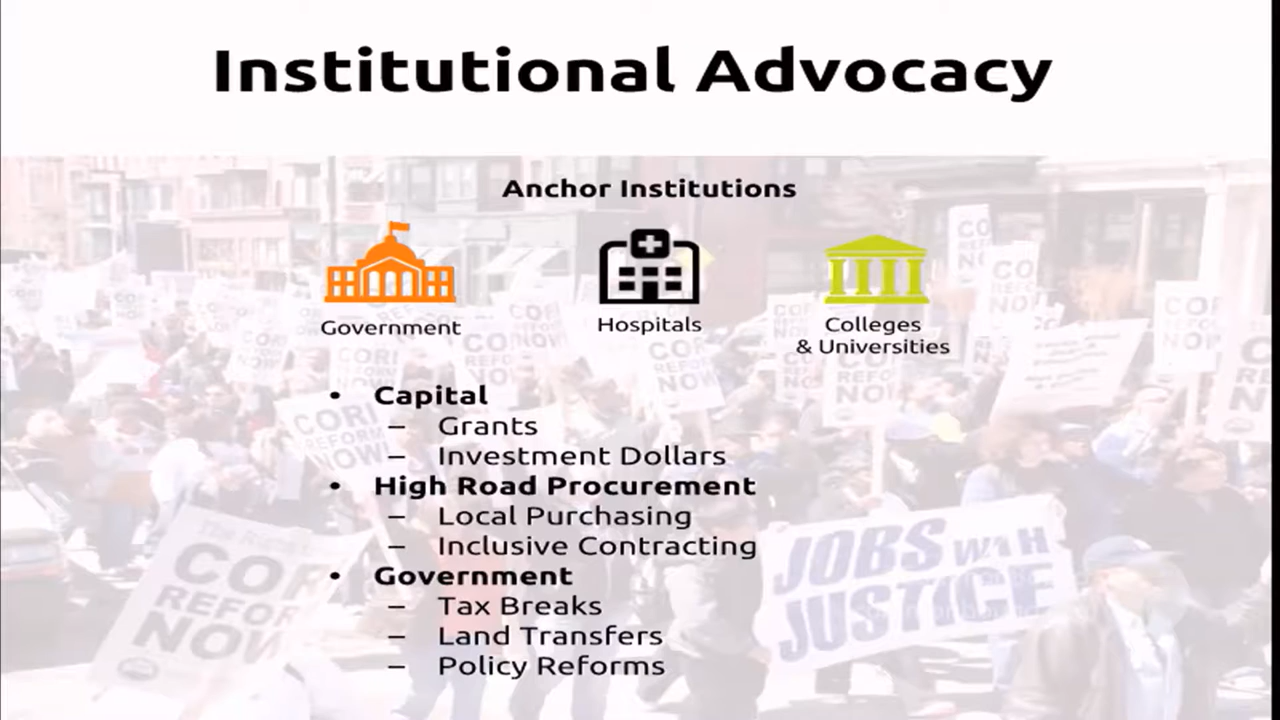 Institutional Advocacy
Anchor Institutions
Government
Hospitals
Colleges
& Universities
• Capital
– Grants
– Investment Dollars
• High Road Procurement
– Local Purchasing
– Inclusive Contracting
• Government
– Tax Breaks
– Land Transfers
– Policy Reforms
CORI
REFORM
NOW
JOBS WITH
JUSTICE